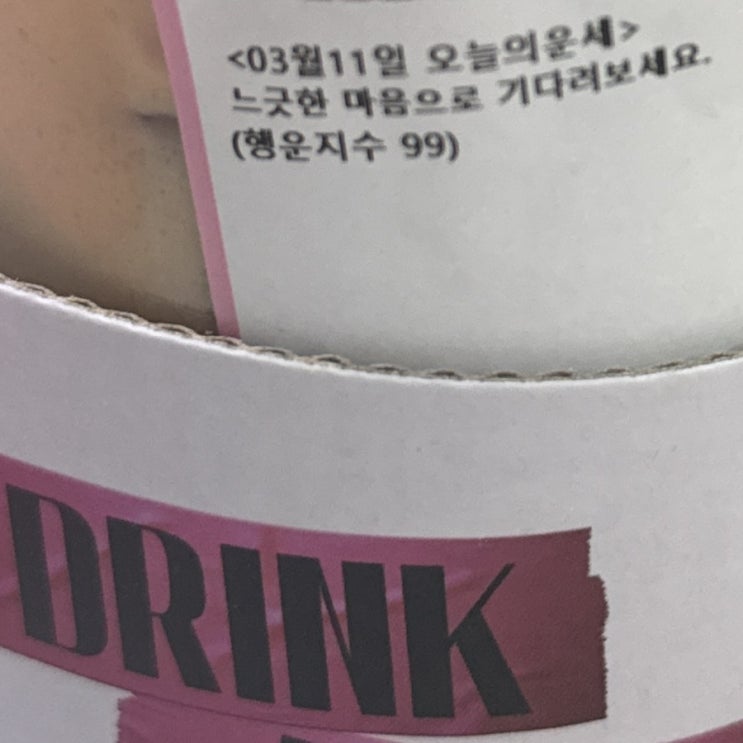 <03월11일 오늘의운세>
느긋한 마음으로 기다려보세요.
(행운지수 99)
DRINK